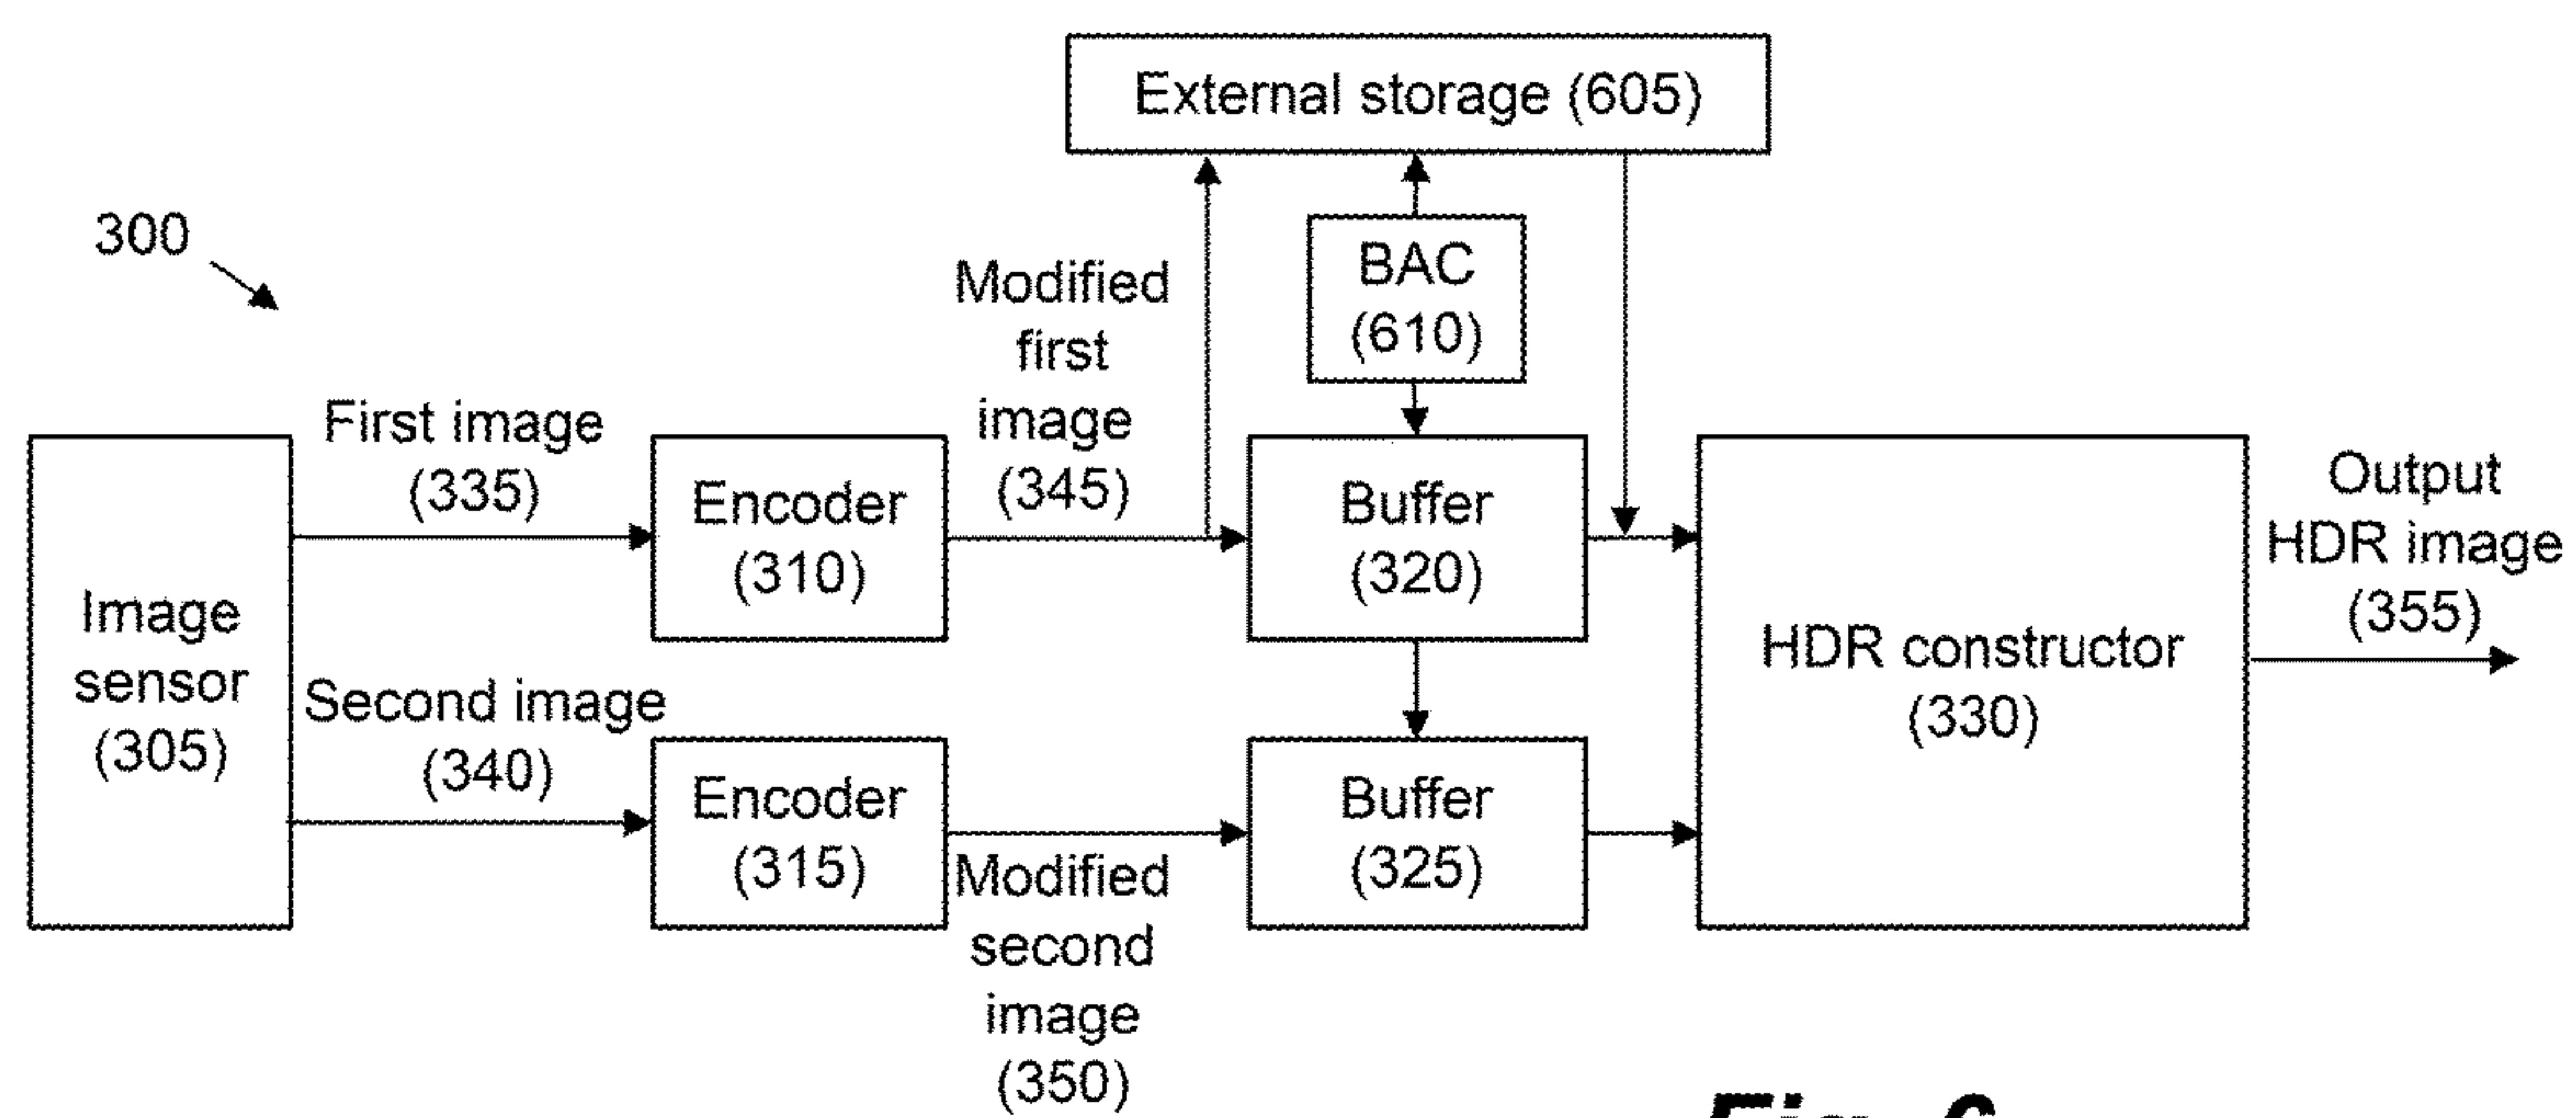 External storage (605)
300
BAC
(610)
Modified
first
image
(345)
First image
(335)
Image
sensor
(305)
Encoder
(310)
Buffer
(320)
HDR constructor
(330)
Output
HDR image
(355)
Second image
(340)
Encoder
(315)
Buffer
(325)
Modified
second
image
(350)